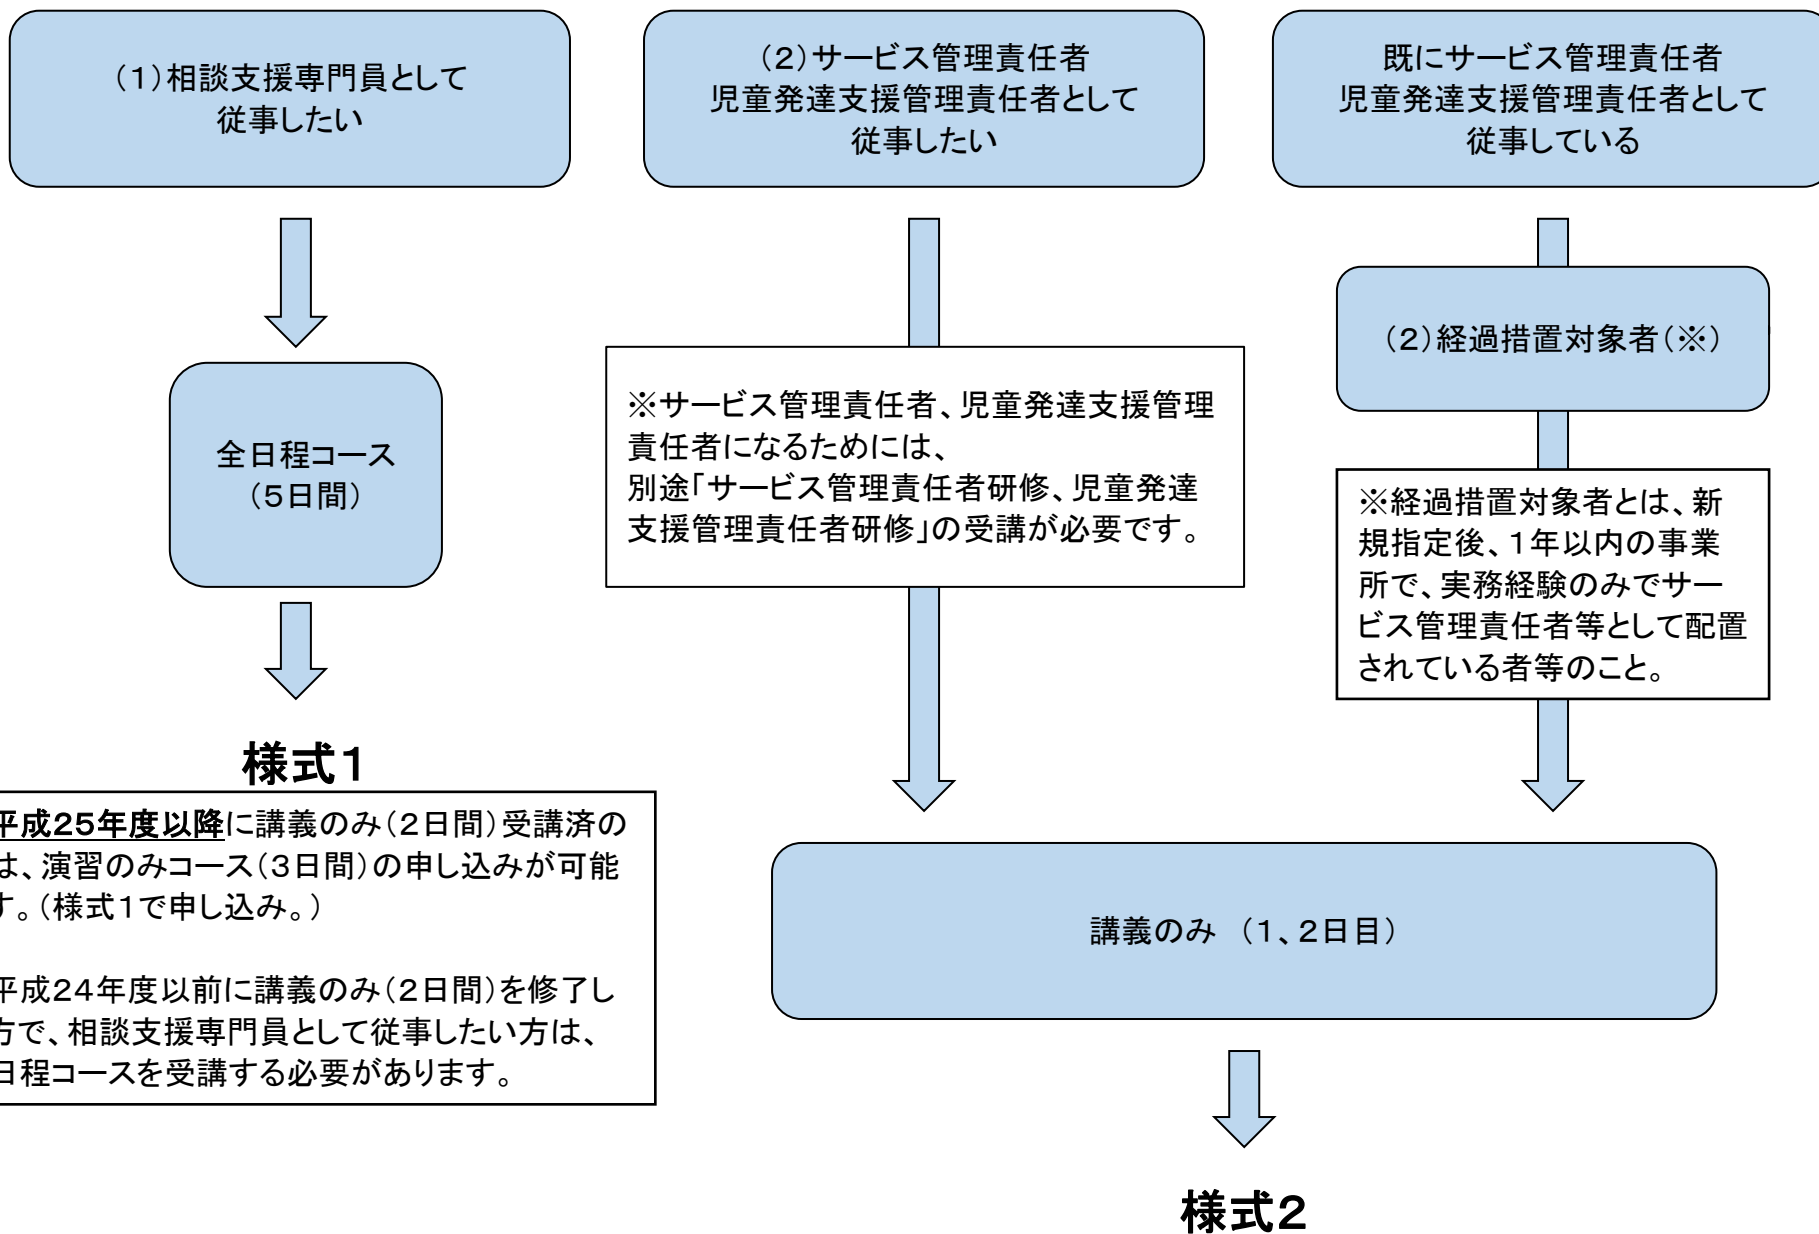 （１）相談支援専門員として
従事したい
（２）サービス管理責任者
児童発達支援管理責任者として
従事したい
既にサービス管理責任者
児童発達支援管理責任者として
従事している
（２）経過措置対象者（※）
全日程コース
（５日間）
※サービス管理責任者、児童発達支援管理
責任者になるためには、
別途「サービス管理責任者研修、児童発達
支援管理責任者研修」の受講が必要です。
※経過措置対象者とは、新
規指定後、１年以内の事業
所で、実務経験のみでサー
ビス管理責任者等として配置
されている者等のこと。
様式１
平成２５年度以降に講義のみ（２日間）受講済の
は、演習のみコース（３日間）の申し込みが可能
す。（様式１で申し込み。）
平成２４年度以前に講義のみ（２日間）を修了し
方で、相談支援専門員として従事したい方は、
日程コースを受講する必要があります。
講義のみ　（１、２日目）
様式２